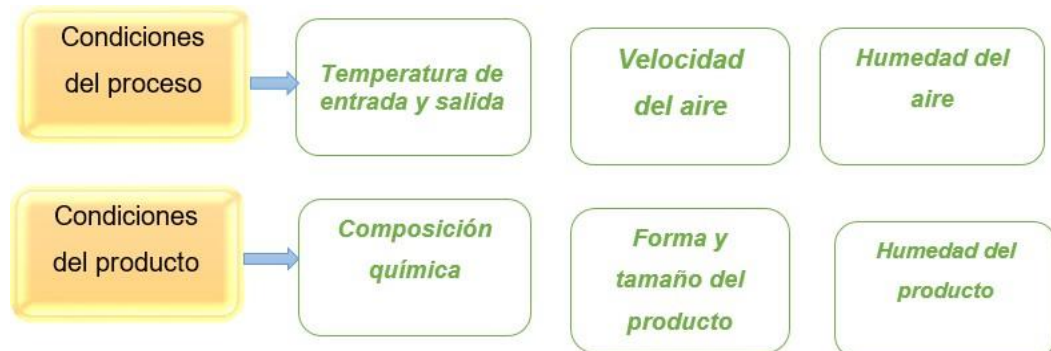 Condiciones
del proceso
Temperatura de
entrada y salida
Velocidad
del aire
Humedad del
aire
Condiciones
del producto
Composición
química
Forma y
tamaño del
producto
Humedad del
producto